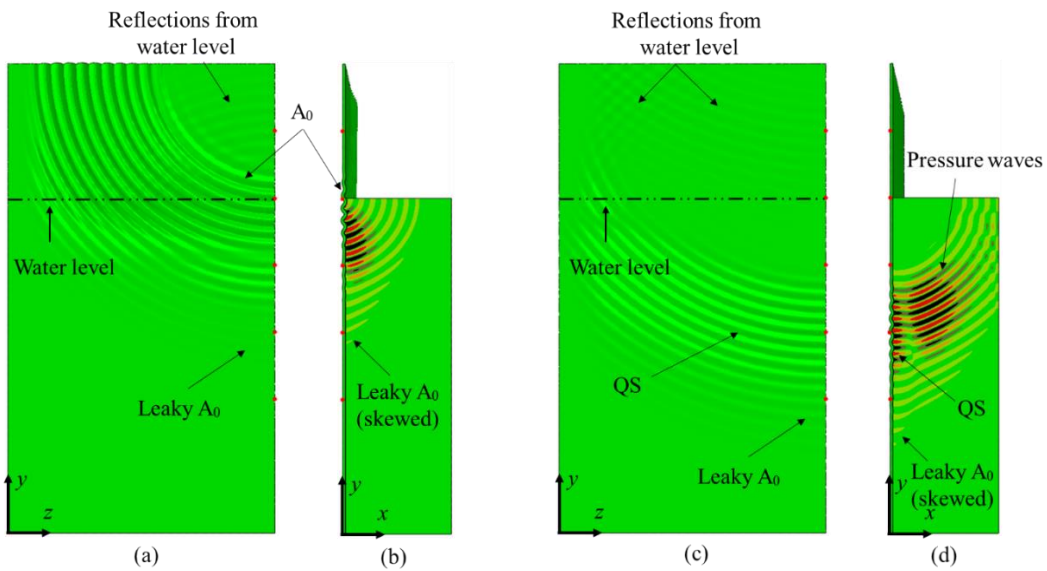 Reflections from
water level
A₀
Water level
Leaky A₀
y
z
(a)
Leaky A₀
(skewed)
x
(b)
Reflections from
water level
Water level
QS
Leaky A₀
y
z
(c)
Pressure waves
QS
Leaky A₀
(skewed)
y
x
(d)